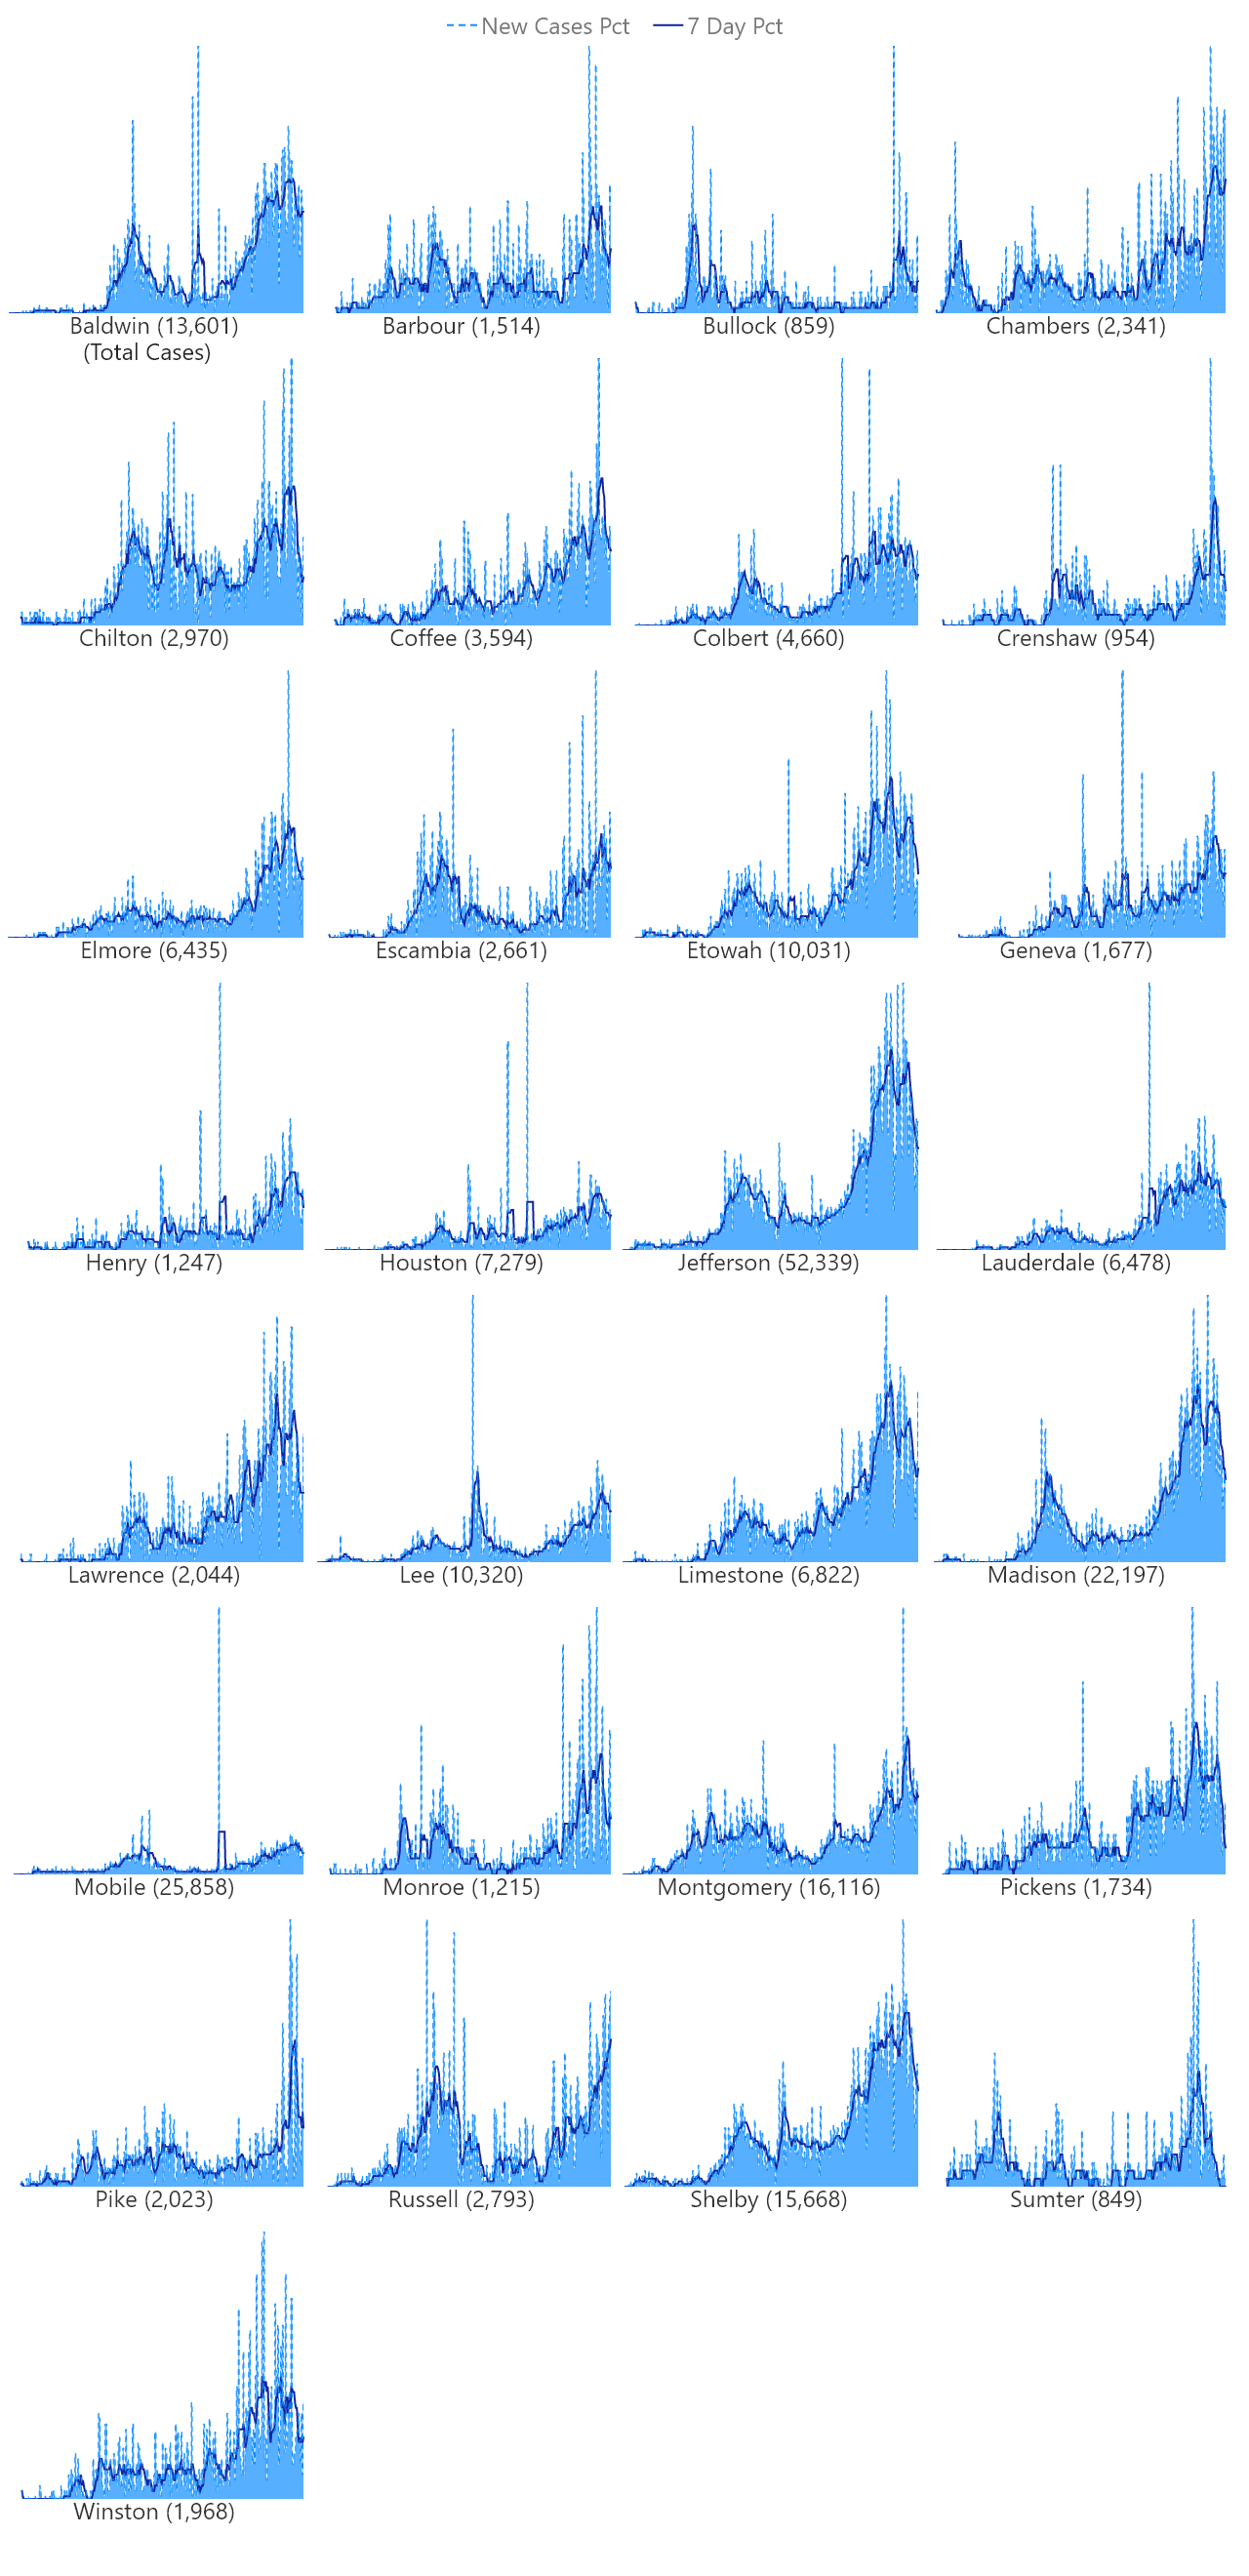 New Cases Pct 7 Day Pct
Baldwin (13,601) Barbour (1,514) Bullock (859) Chambers (2,341)
(Total Cases)
Chilton (2,970) Coffee (3,594) Colbert (4,660) Crenshaw (954)
Elmore (6,435) Escambia (2,661) Etowah (10,031) Geneva (1,677)
Henry (1,247) Houston (7,279) Jefferson (52,339) Lauderdale (6,478)
Lawrence (2,044) Lee (10,320) Limestone (6,822) Madison (22,197)
Mobile (25,858) Monroe (1,215) Montgomery (16,116) Pickens (1,734)
Pike (2,023) Russell (2,793) Shelby (15,668) Sumter (849)
Winston (1,968)